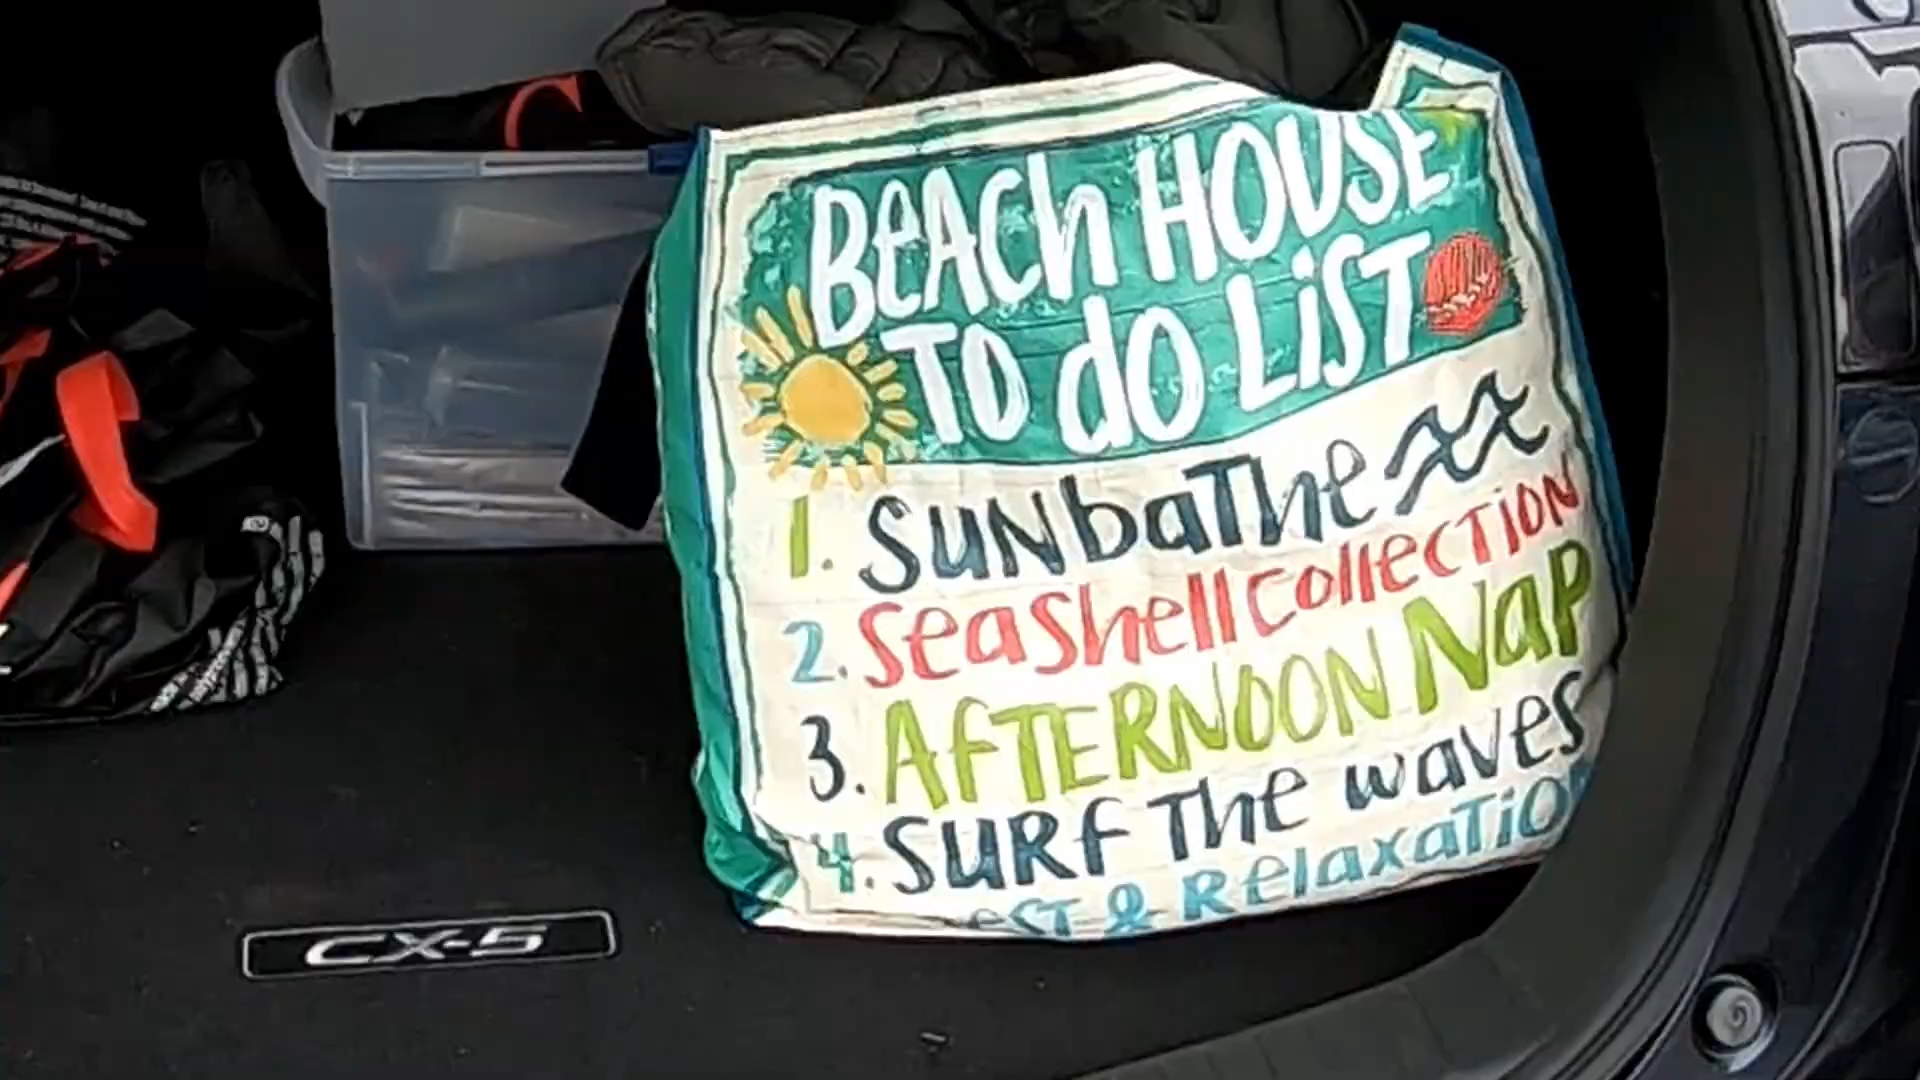 BEACH HOUSE
TO dO LiST
1. SUNbaThe
2. SeaShell Collection
3. AFTERNOON NaP
4. SURF The waves
& Relaxatio
CX-5